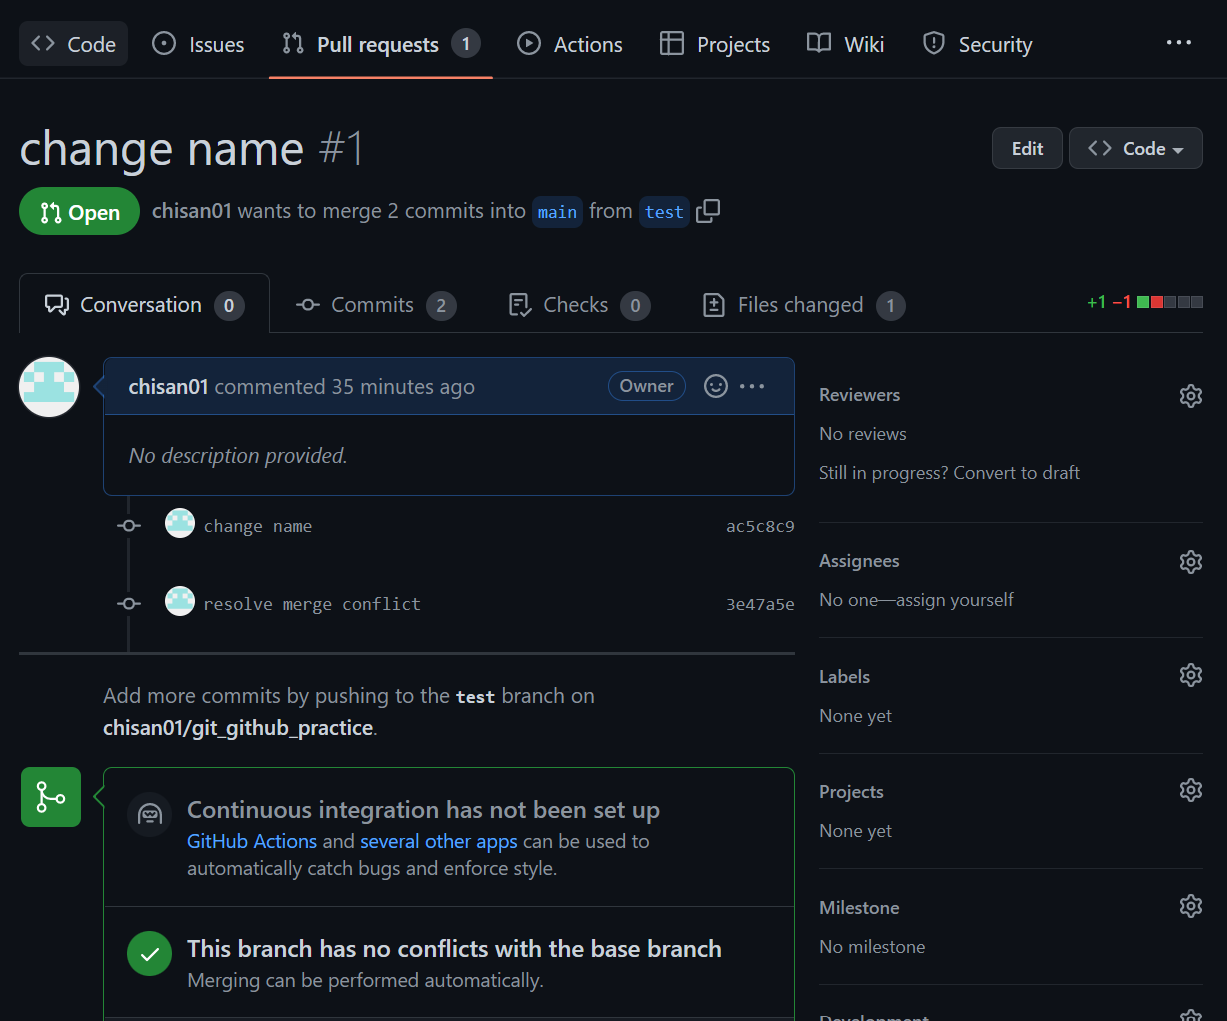 Code Issues Pull requests 1 Actions Projects Wiki Security
change name #1
Edit Code
Open chisan01 wants to merge 2 commits into main from test
Conversation 0 Commits 2 Checks 0 Files changed 1 +1 −1
chisan01 commented 35 minutes ago Owner
No description provided.
change name ac5c8c9
resolve merge conflict 3e47a5e
Add more commits by pushing to the test branch on
chisan01/git_github_practice.
Continuous integration has not been set up
GitHub Actions and several other apps can be used to
automatically catch bugs and enforce style.
This branch has no conflicts with the base branch
Merging can be performed automatically.
Reviewers
No reviews
Still in progress? Convert to draft
Assignees
No one—assign yourself
Labels
None yet
Projects
None yet
Milestone
No milestone
Development